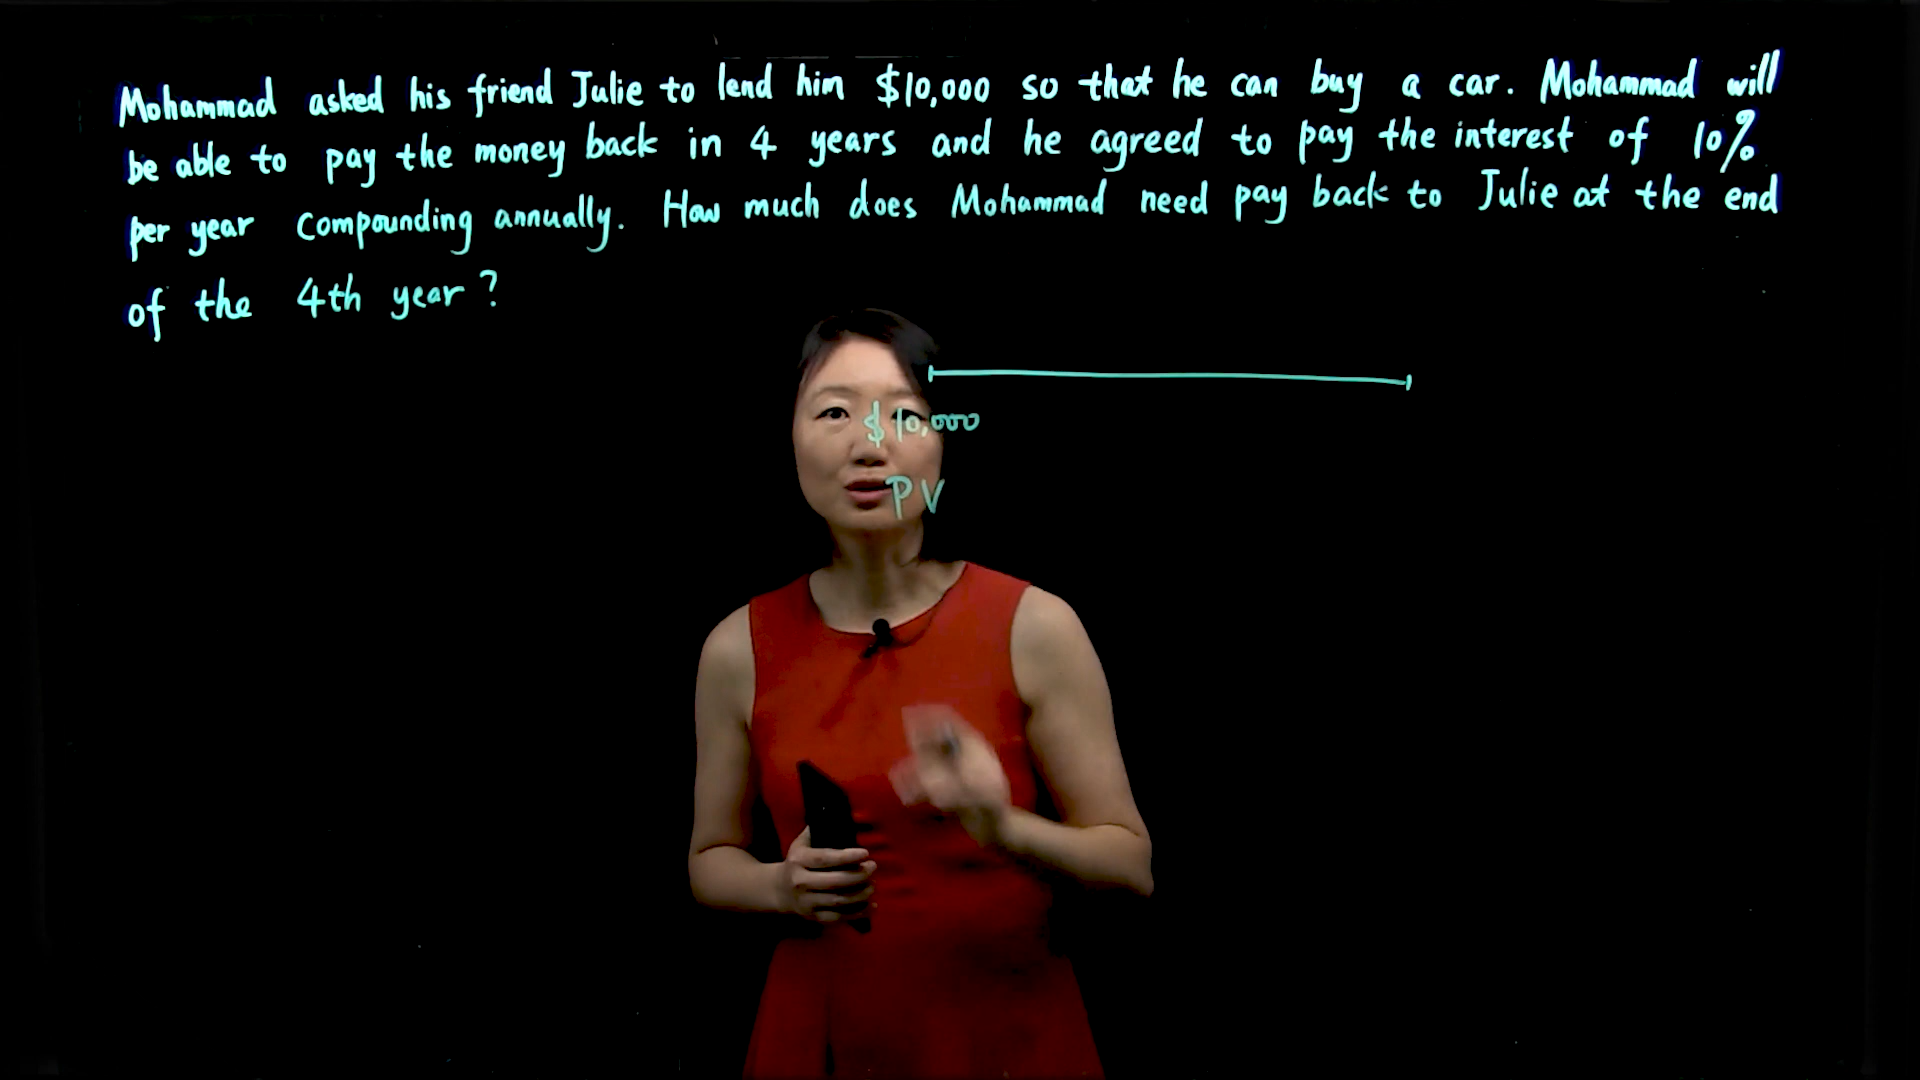 Mohammad asked his friend Julie to lend him $10,000 so that he can buy a car. Mohammad will
be able to pay the money back in 4 years and he agreed to pay the interest of 10%
per year compounding annually. How much does Mohammad need pay back to Julie at the end
of the 4th year?
$10,000
PV